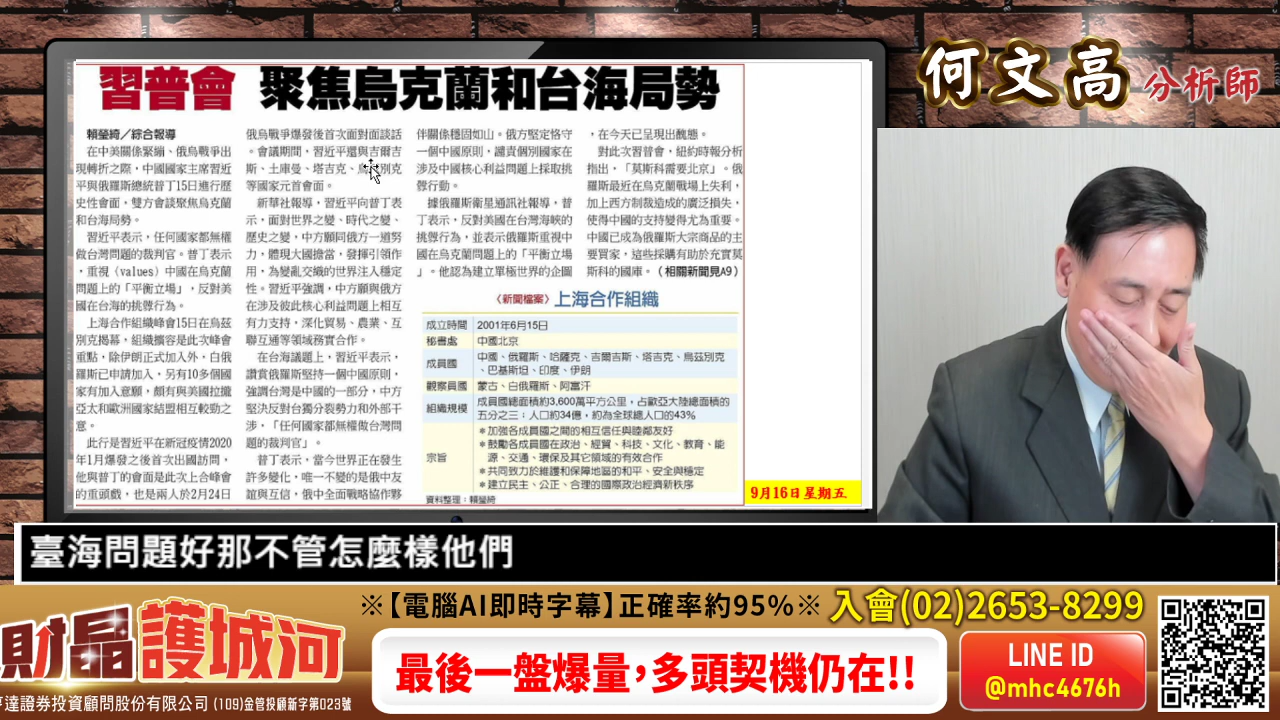 習普會 聚焦烏克蘭和台海局勢
何文高 分析師
賴瑩綺／綜合報導
在中美關係緊繃、俄烏戰爭出
現轉折之際，中國國家主席習近
平與俄羅斯總統普丁15日進行歷
史性會面，雙方會談聚焦烏克蘭
和台海局勢。
習近平表示，任何國家都無權
做台灣問題的裁判官。普丁表示
，重視（values）中國在烏克蘭
問題上的「平衡立場」，反對美
國在台海的挑釁行為。
上海合作組織峰會15日在烏茲
別克揭幕，組織擴容是此次峰會
重點，除伊朗正式加入外，白俄
羅斯已申請加入，另有10多個國
家有加入意願，頗有與美國拉攏
亞太和歐洲國家結盟相互較勁之
意。
此行是習近平在新冠疫情2020
年1月爆發之後首次出國訪問，
他與普丁的會面是此次上合峰會
的重頭戲，也是兩人於2月24日
俄烏戰爭爆發後首次面對面談話
。會議期間，習近平還與吉爾吉
斯、土庫曼、塔吉克、烏茲別克
等國家元首會面。
新華社報導，習近平向普丁表
示，面對世界之變、時代之變、
歷史之變，中方願同俄方一道努
力，體現大國擔當，發揮引領作
用，為變亂交織的世界注入穩定
性。習近平強調，中方願與俄方
在涉及彼此核心利益問題上相互
有力支持，深化貿易、農業、互
聯互通等領域務實合作。
在台海議題上，習近平表示，
讚賞俄羅斯堅持一個中國原則，
強調台灣是中國的一部分，中方
堅決反對台獨分裂勢力和外部干
涉，「任何國家都無權做台灣問
題的裁判官」。
普丁表示，當今世界正在發生
許多變化，唯一不變的是俄中友
誼與互信，俄中全面戰略協作夥
伴關係穩固如山。俄方堅定恪守
一個中國原則，譴責個別國家在
涉及中國核心利益問題上採取挑
釁行動。
據俄羅斯衛星通訊社報導，普
丁表示，反對美國在台灣海峽的
挑釁行為，並表示俄羅斯重視中
國在烏克蘭問題上的「平衡立場
」。他認為建立單極世界的企圖
，在今天已呈現出醜態。
對此次習普會，紐約時報分析
指出，「莫斯科需要北京」。俄
羅斯最近在烏克蘭戰場上失利，
加上西方制裁造成的廣泛損失，
使得中國的支持變得尤為重要。
中國已成為俄羅斯大宗商品的主
要買家，這些採購有助於充實莫
斯科的國庫。（相關新聞見A9）
〈新聞檔案〉上海合作組織
成立時間 2001年6月15日
秘書處 中國北京
成員國 中國、俄羅斯、哈薩克、吉爾吉斯、塔吉克、烏茲別克
、巴基斯坦、印度、伊朗
觀察員國 蒙古、白俄羅斯、阿富汗
組織規模 成員國總面積約3,600萬平方公里，占歐亞大陸總面積的
五分之三；人口約34億，約為全球總人口的43%
宗旨 ＊加強各成員國之間的相互信任與睦鄰友好
＊鼓勵各成員國在政治、經貿、科技、文化、教育、能
源、交通、環保及其它領域的有效合作
＊共同致力於維護和保障地區的和平、安全與穩定
＊建立民主、公正、合理的國際政治經濟新秩序
資料整理：賴瑩綺
9月16日星期五
臺海問題好那不管怎麼樣他們
※【電腦AI即時字幕】正確率約95%※ 入會(02)2653-8299
財晶護城河
最後一盤爆量，多頭契機仍在!!
LINE ID
@mhc4676h
亨達證券投資顧問股份有限公司 (109)金管投顧新字第023號